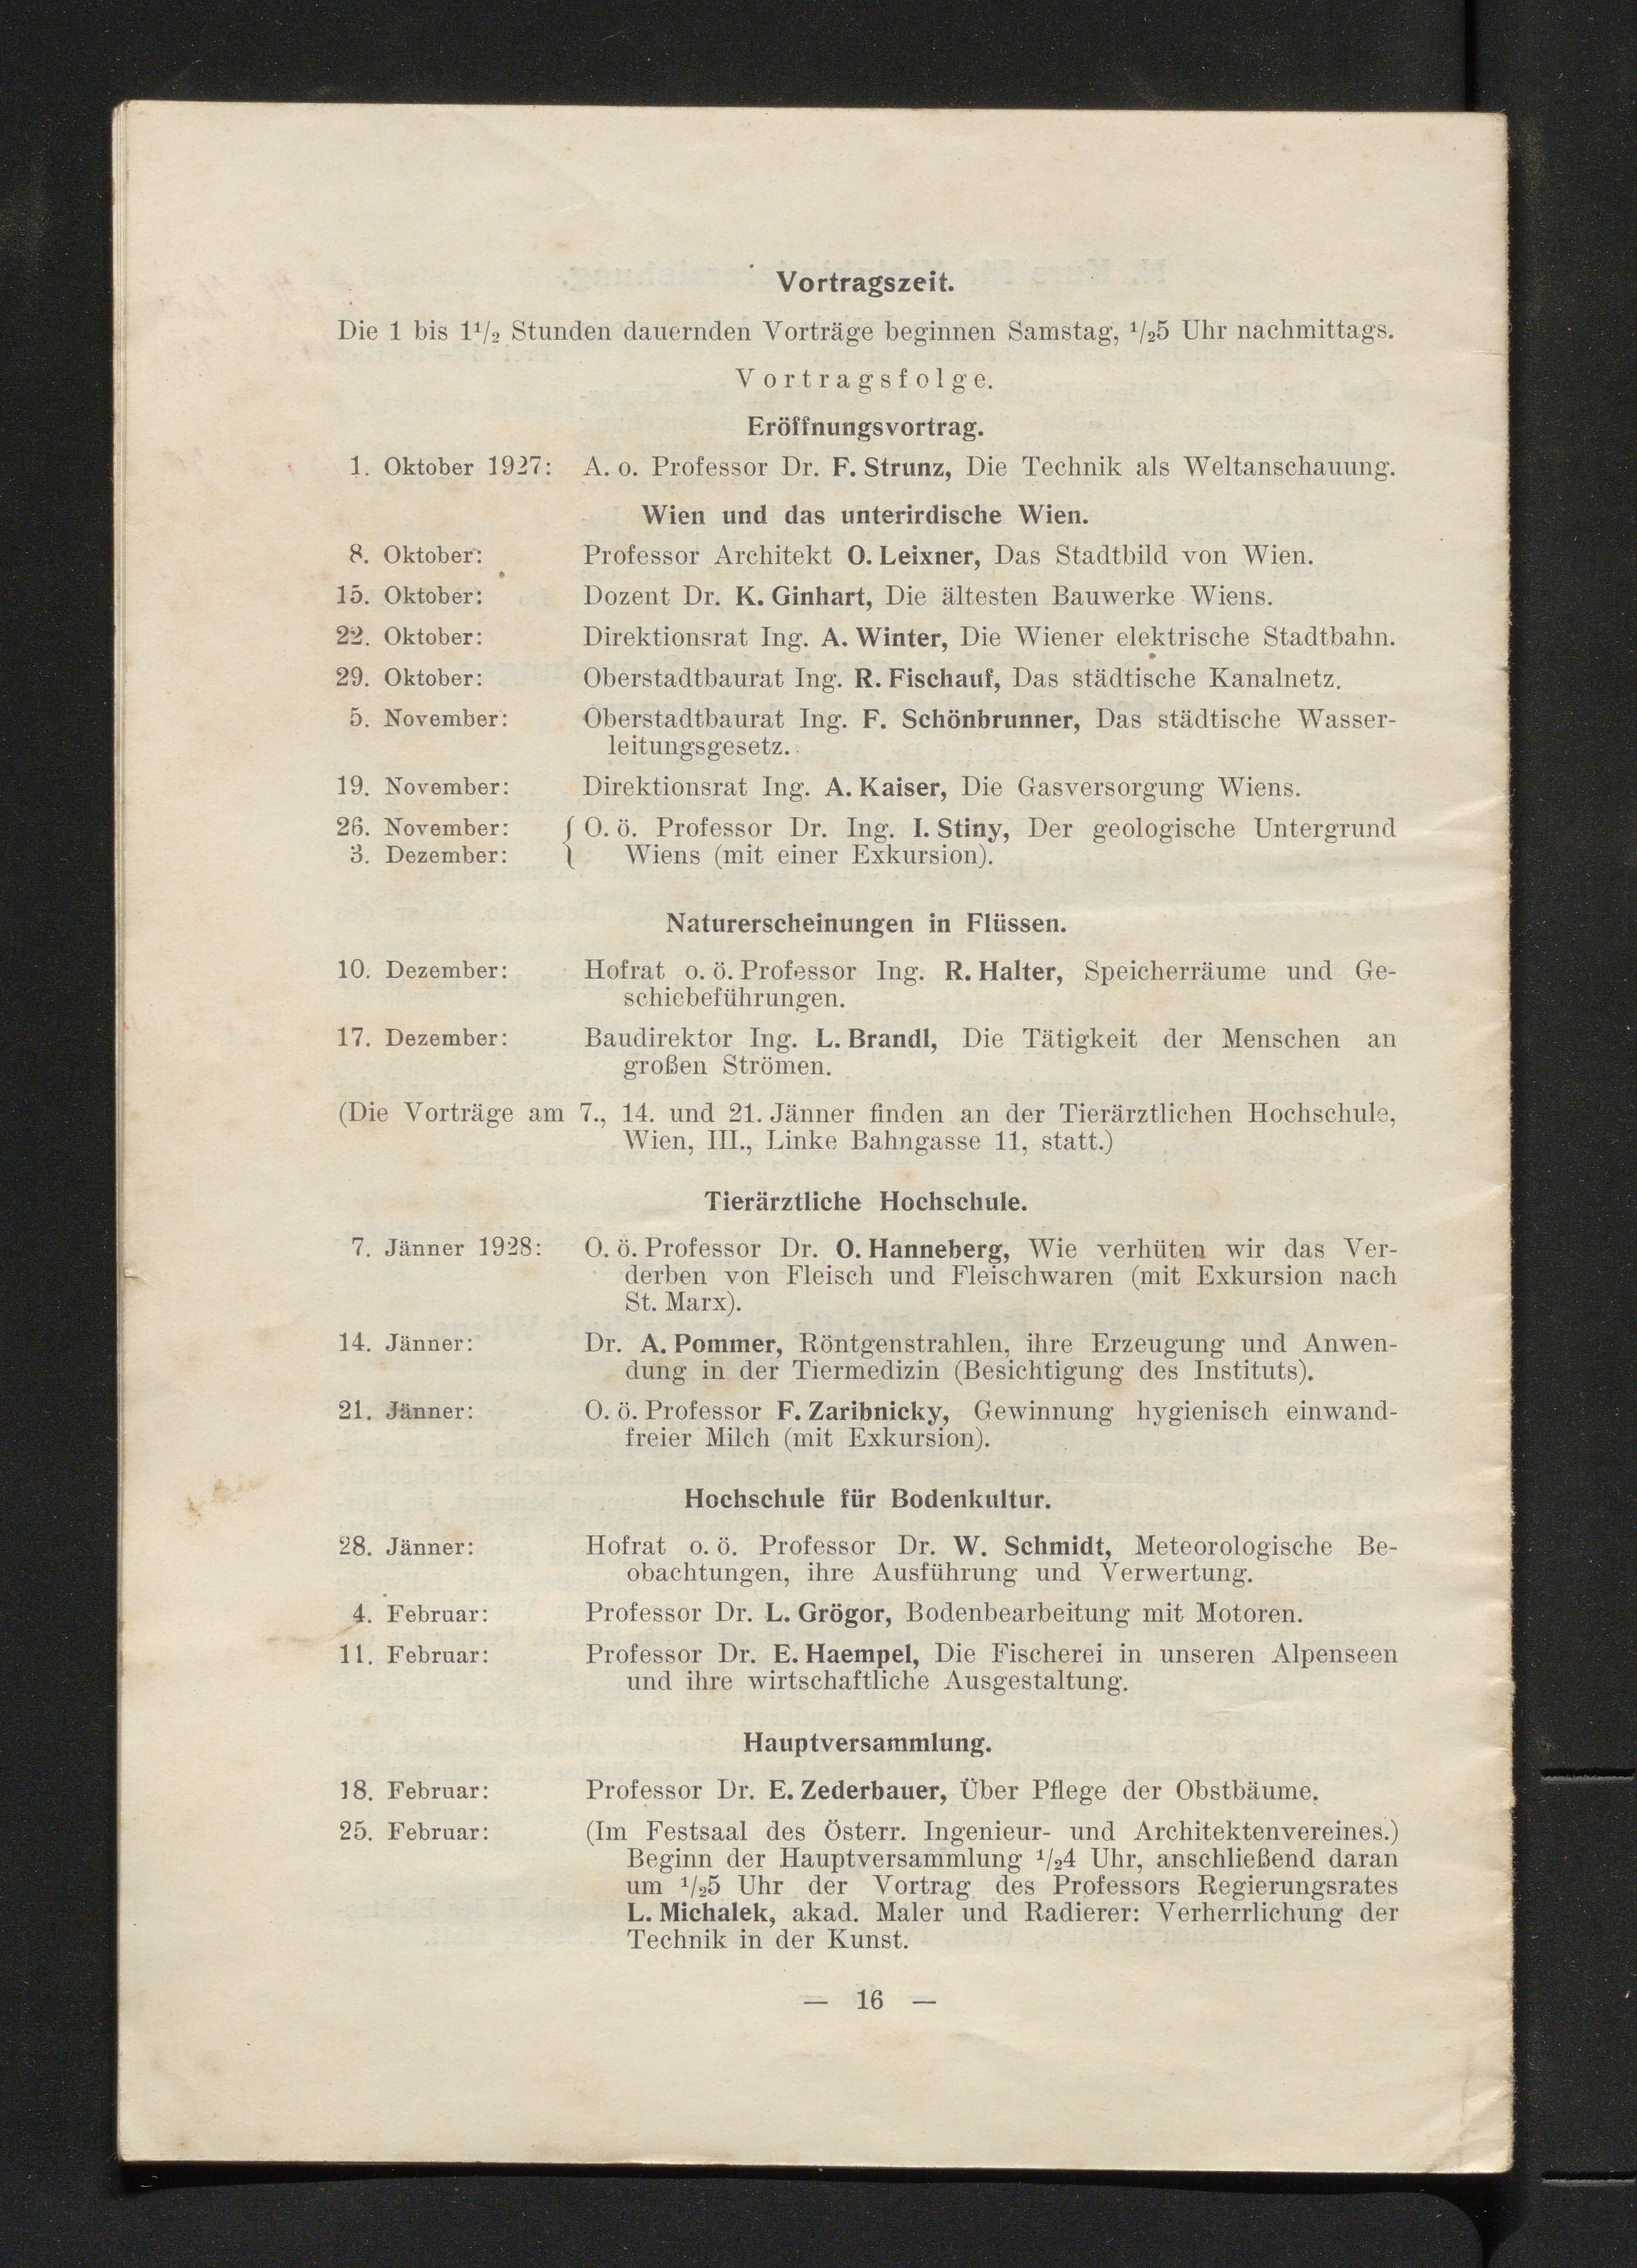 Vortragszeit.
Die 1 bis 1¹/₂ Stunden dauernden Vorträge beginnen Samstag, ¹/₂5 Uhr nachmittags.
Vortragsfolge.
Eröffnungsvortrag.
1. Oktober 1927: A. o. Professor Dr. F. Strunz, Die Technik als Weltanschauung.
Wien und das unterirdische Wien.
8. Oktober: Professor Architekt O. Leixner, Das Stadtbild von Wien.
15. Oktober: Dozent Dr. K. Ginhart, Die ältesten Bauwerke Wiens.
22. Oktober: Direktionsrat Ing. A. Winter, Die Wiener elektrische Stadtbahn.
29. Oktober: Oberstadtbaurat Ing. R. Fischauf, Das städtische Kanalnetz.
5. November: Oberstadtbaurat Ing. F. Schönbrunner, Das städtische Wasser-
leitungsgesetz.
19. November: Direktionsrat Ing. A. Kaiser, Die Gasversorgung Wiens.
26. November: { O. ö. Professor Dr. Ing. I. Stiny, Der geologische Untergrund
3. Dezember: Wiens (mit einer Exkursion).
Naturerscheinungen in Flüssen.
10. Dezember: Hofrat o. ö. Professor Ing. R. Halter, Speicherräume und Ge-
schiebeführungen.
17. Dezember: Baudirektor Ing. L. Brandl, Die Tätigkeit der Menschen an
großen Strömen.
(Die Vorträge am 7., 14. und 21. Jänner finden an der Tierärztlichen Hochschule,
Wien, III., Linke Bahngasse 11, statt.)
Tierärztliche Hochschule.
7. Jänner 1928: O. ö. Professor Dr. O. Hanneberg, Wie verhüten wir das Ver-
derben von Fleisch und Fleischwaren (mit Exkursion nach
St. Marx).
14. Jänner: Dr. A. Pommer, Röntgenstrahlen, ihre Erzeugung und Anwen-
dung in der Tiermedizin (Besichtigung des Instituts).
21. Jänner: O. ö. Professor F. Zaribnicky, Gewinnung hygienisch einwand-
freier Milch (mit Exkursion).
Hochschule für Bodenkultur.
28. Jänner: Hofrat o. ö. Professor Dr. W. Schmidt, Meteorologische Be-
obachtungen, ihre Ausführung und Verwertung.
4. Februar: Professor Dr. L. Grögor, Bodenbearbeitung mit Motoren.
11. Februar: Professor Dr. E. Haempel, Die Fischerei in unseren Alpenseen
und ihre wirtschaftliche Ausgestaltung.
Hauptversammlung.
18. Februar: Professor Dr. E. Zederbauer, Über Pflege der Obstbäume.
25. Februar: (Im Festsaal des Österr. Ingenieur- und Architektenvereines.)
Beginn der Hauptversammlung ¹/₂4 Uhr, anschließend daran
um ¹/₂5 Uhr der Vortrag des Professors Regierungsrates
L. Michalek, akad. Maler und Radierer: Verherrlichung der
Technik in der Kunst.
— 16 —